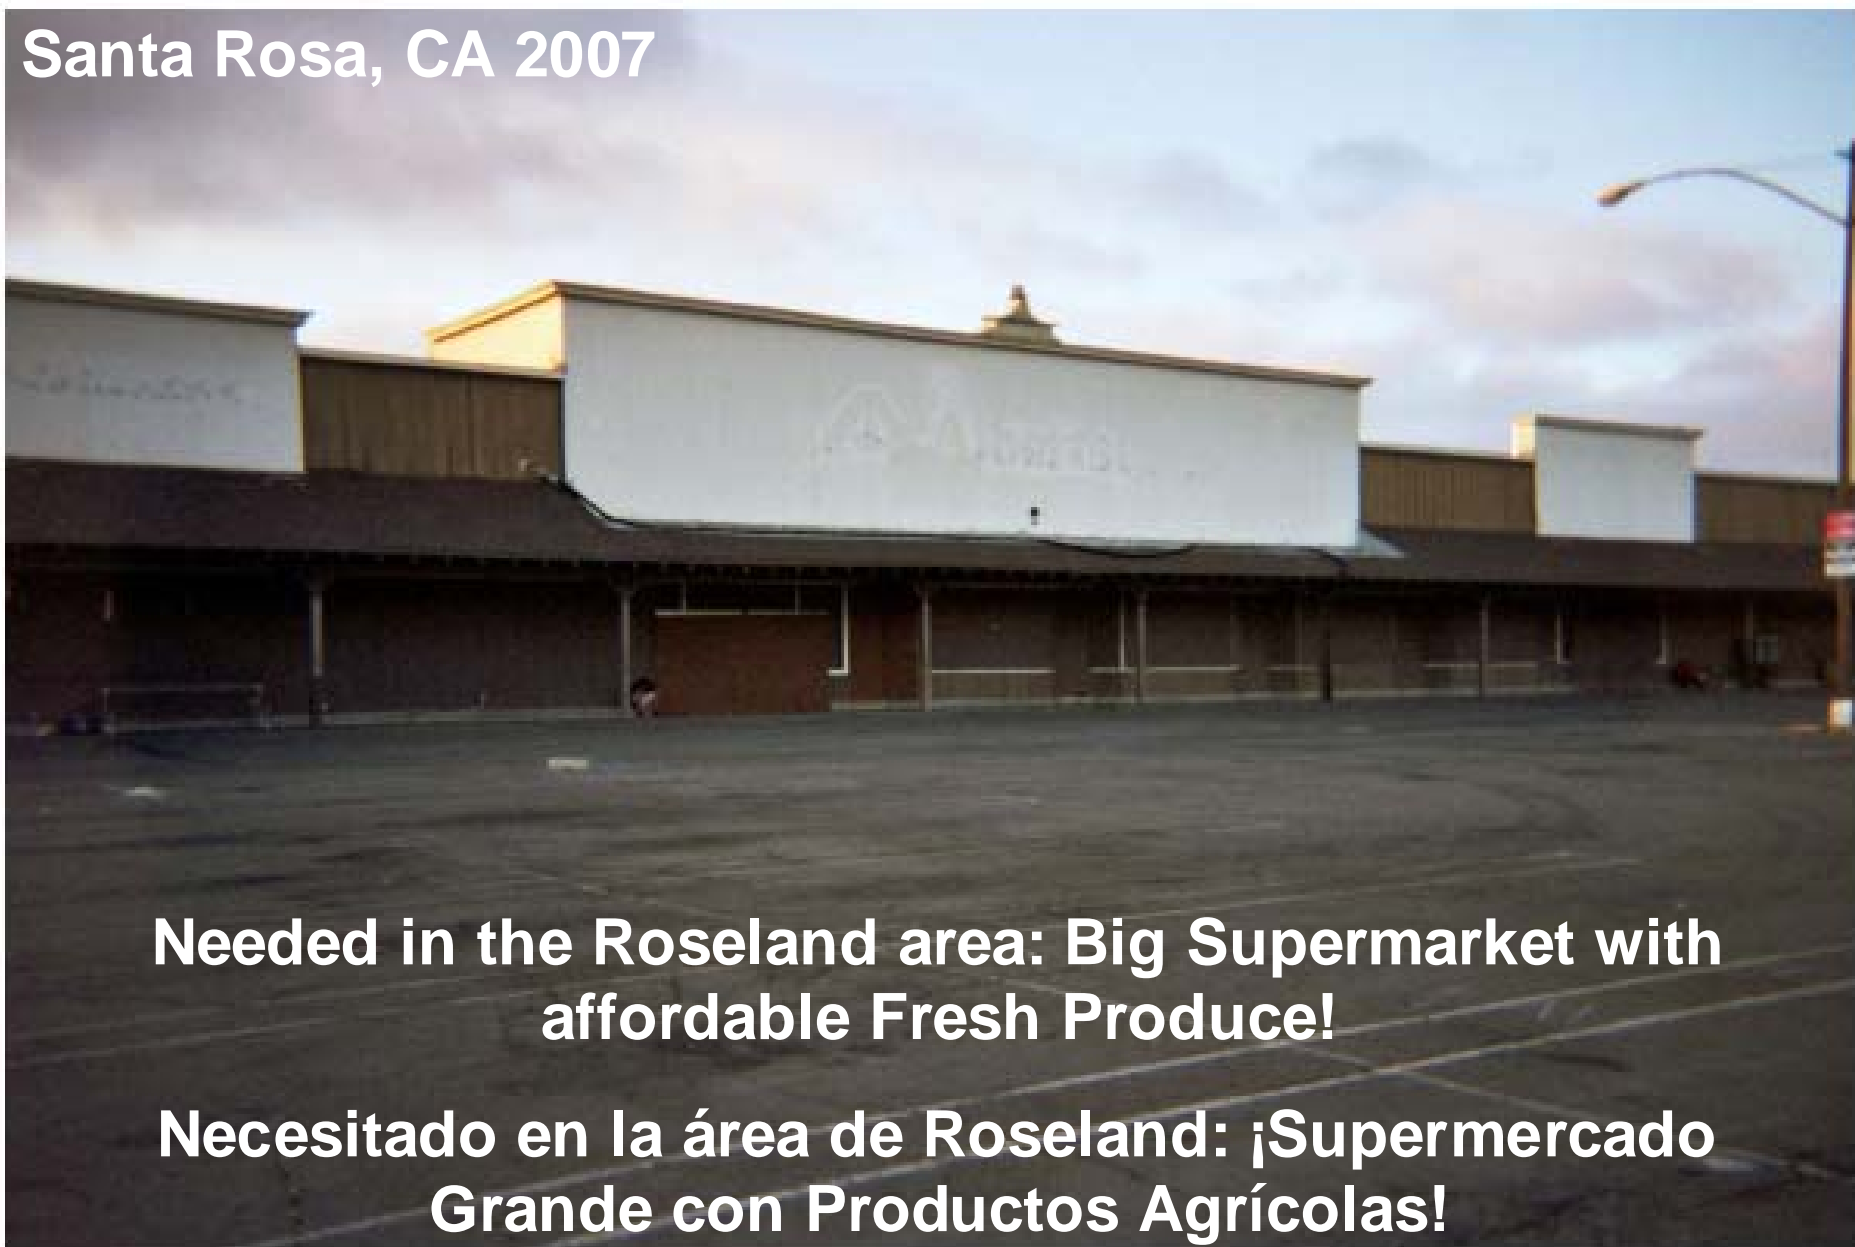 Santa Rosa, CA 2007
Needed in the Roseland area: Big Supermarket with
affordable Fresh Produce!
Necesitado en la área de Roseland: ¡Supermercado
Grande con Productos Agrícolas!